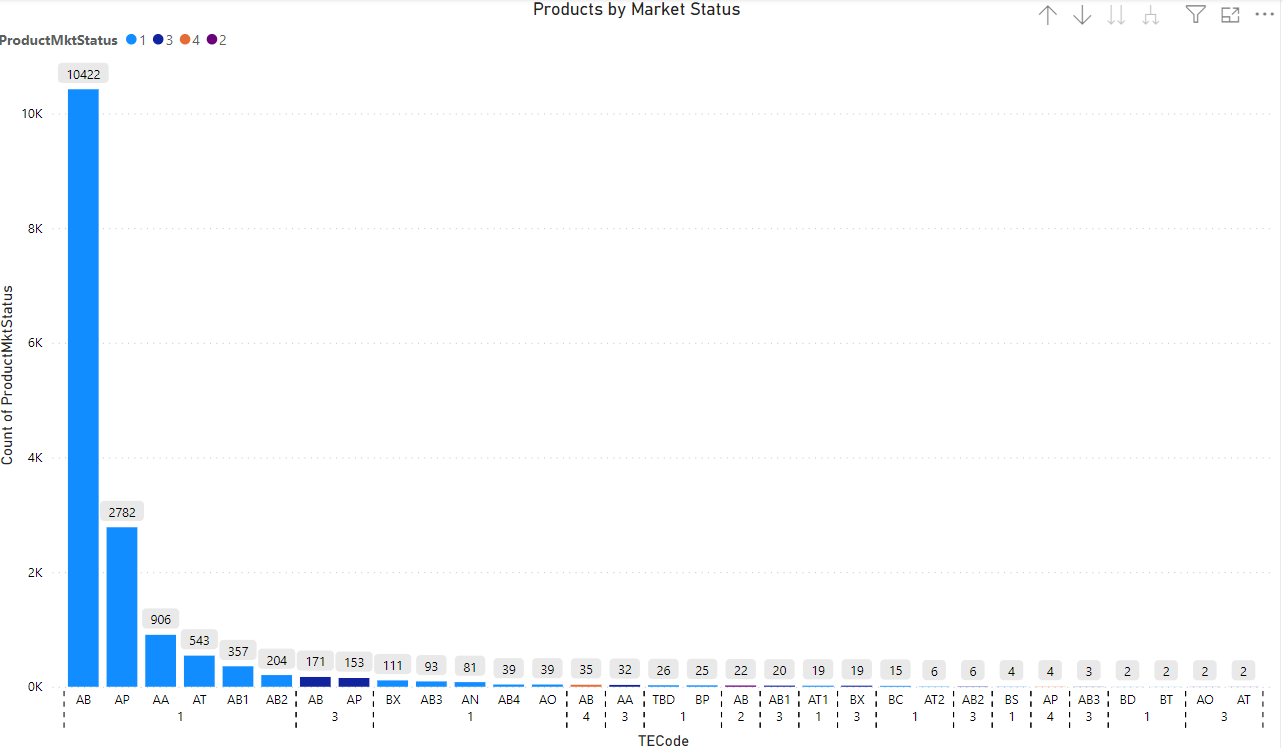 Products by Market Status
ProductMktStatus 1 3 4 2
10422
2782
906
543
357
204
171
153
111
93
81
39
39
35
32
26
25
22
20
19
19
15
6
6
4
4
3
2
2
2
2
10K
8K
6K
4K
2K
0K
Count of ProductMktStatus
AB AP AA AT AB1 AB2 AB AP BX AB3 AN AB4 AO AB AA TBD BP AB AB1 AT1 BX BC AT2 AB2 BS AP AB3 BD BT AO AT
1 3 1 4 3 1 2 3 1 3 1 3 1 4 3 1 3
TECode